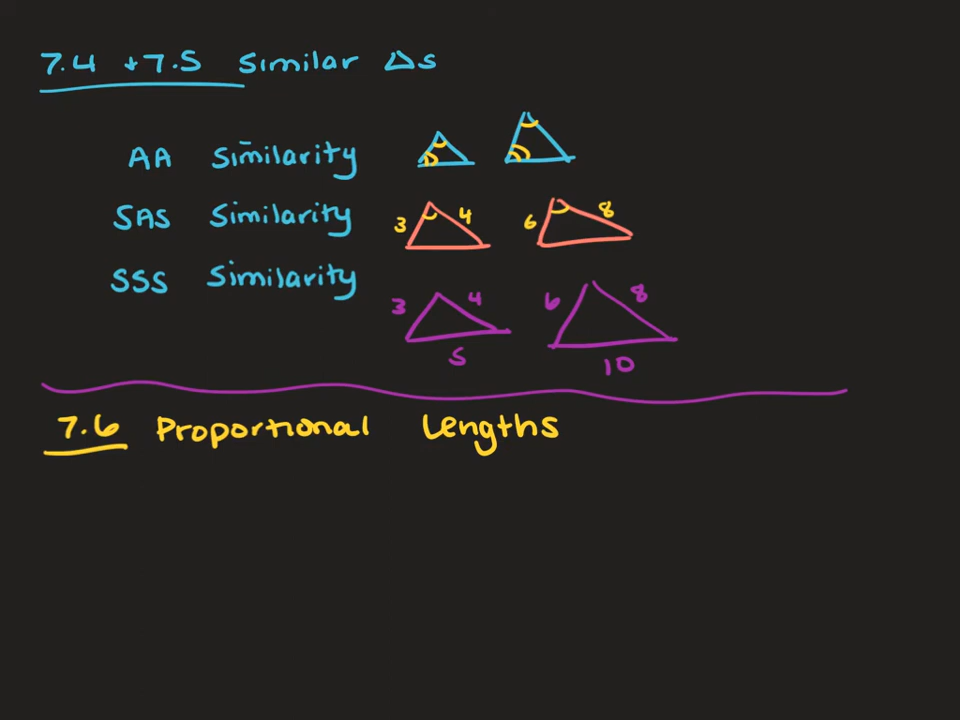 7.4 + 7.5 Similar Δs
AA Similarity
SAS Similarity
3 4 6 8
SSS Similarity
3 4 6 8
5 10
7.6 Proportional Lengths